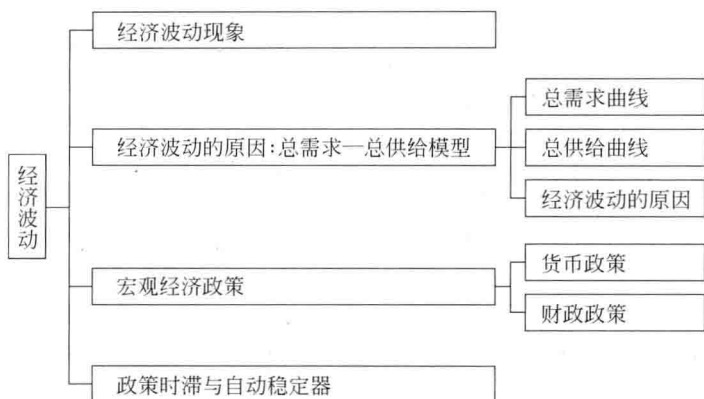 经济波动
经济波动现象
经济波动的原因:总需求—总供给模型
总需求曲线
总供给曲线
经济波动的原因
宏观经济政策
货币政策
财政政策
政策时滞与自动稳定器